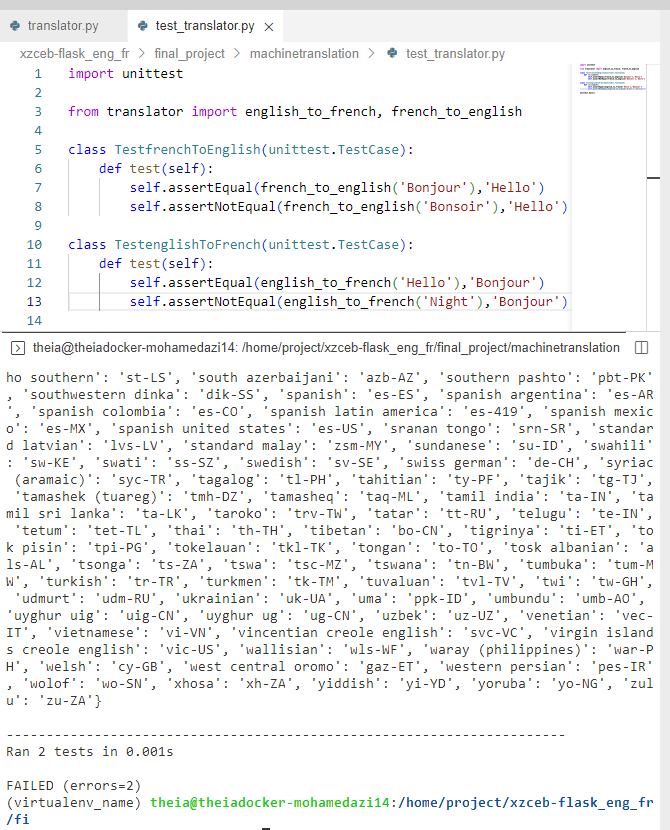 translator.py test_translator.py ×
xzceb-flask_eng_fr > final_project > machinetranslation > test_translator.py
1 import unittest
2
3 from translator import english_to_french, french_to_english
4
5 class TestfrenchToEnglish(unittest.TestCase):
6 def test(self):
7 self.assertEqual(french_to_english('Bonjour'),'Hello')
8 self.assertNotEqual(french_to_english('Bonsoir'),'Hello')
9
10 class TestenglishToFrench(unittest.TestCase):
11 def test(self):
12 self.assertEqual(english_to_french('Hello'),'Bonjour')
13 self.assertNotEqual(english_to_french('Night'),'Bonjour')
14
theia@theiadocker-mohamedazi14: /home/project/xzceb-flask_eng_fr/final_project/machinetranslation
ho southern': 'st-LS', 'south azerbaijani': 'azb-AZ', 'southern pashto': 'pbt-PK'
, 'southwestern dinka': 'dik-SS', 'spanish': 'es-ES', 'spanish argentina': 'es-AR
', 'spanish colombia': 'es-CO', 'spanish latin america': 'es-419', 'spanish mexic
o': 'es-MX', 'spanish united states': 'es-US', 'sranan tongo': 'srn-SR', 'standar
d latvian': 'lvs-LV', 'standard malay': 'zsm-MY', 'sundanese': 'su-ID', 'swahili'
: 'sw-KE', 'swati': 'ss-SZ', 'swedish': 'sv-SE', 'swiss german': 'de-CH', 'syriac
 (aramaic)': 'syc-TR', 'tagalog': 'tl-PH', 'tahitian': 'ty-PF', 'tajik': 'tg-TJ',
 'tamashek (tuareg)': 'tmh-DZ', 'tamasheq': 'taq-ML', 'tamil india': 'ta-IN', 'ta
mil sri lanka': 'ta-LK', 'taroko': 'trv-TW', 'tatar': 'tt-RU', 'telugu': 'te-IN',
 'tetum': 'tet-TL', 'thai': 'th-TH', 'tibetan': 'bo-CN', 'tigrinya': 'ti-ET', 'to
k pisin': 'tpi-PG', 'tokelauan': 'tkl-TK', 'tongan': 'to-TO', 'tosk albanian': 'a
ls-AL', 'tsonga': 'ts-ZA', 'tswa': 'tsc-MZ', 'tswana': 'tn-BW', 'tumbuka': 'tum-M
W', 'turkish': 'tr-TR', 'turkmen': 'tk-TM', 'tuvaluan': 'tvl-TV', 'twi': 'tw-GH',
 'udmurt': 'udm-RU', 'ukrainian': 'uk-UA', 'uma': 'ppk-ID', 'umbundu': 'umb-AO',
'uyghur uig': 'uig-CN', 'uyghur ug': 'ug-CN', 'uzbek': 'uz-UZ', 'venetian': 'vec-
IT', 'vietnamese': 'vi-VN', 'vincentian creole english': 'svc-VC', 'virgin island
s creole english': 'vic-US', 'wallisian': 'wls-WF', 'waray (philippines)': 'war-P
H', 'welsh': 'cy-GB', 'west central oromo': 'gaz-ET', 'western persian': 'pes-IR'
, 'wolof': 'wo-SN', 'xhosa': 'xh-ZA', 'yiddish': 'yi-YD', 'yoruba': 'yo-NG', 'zul
u': 'zu-ZA'}
----------------------------------------------------------------------
Ran 2 tests in 0.001s
FAILED (errors=2)
(virtualenv_name) theia@theiadocker-mohamedazi14:/home/project/xzceb-flask_eng_fr
/fi